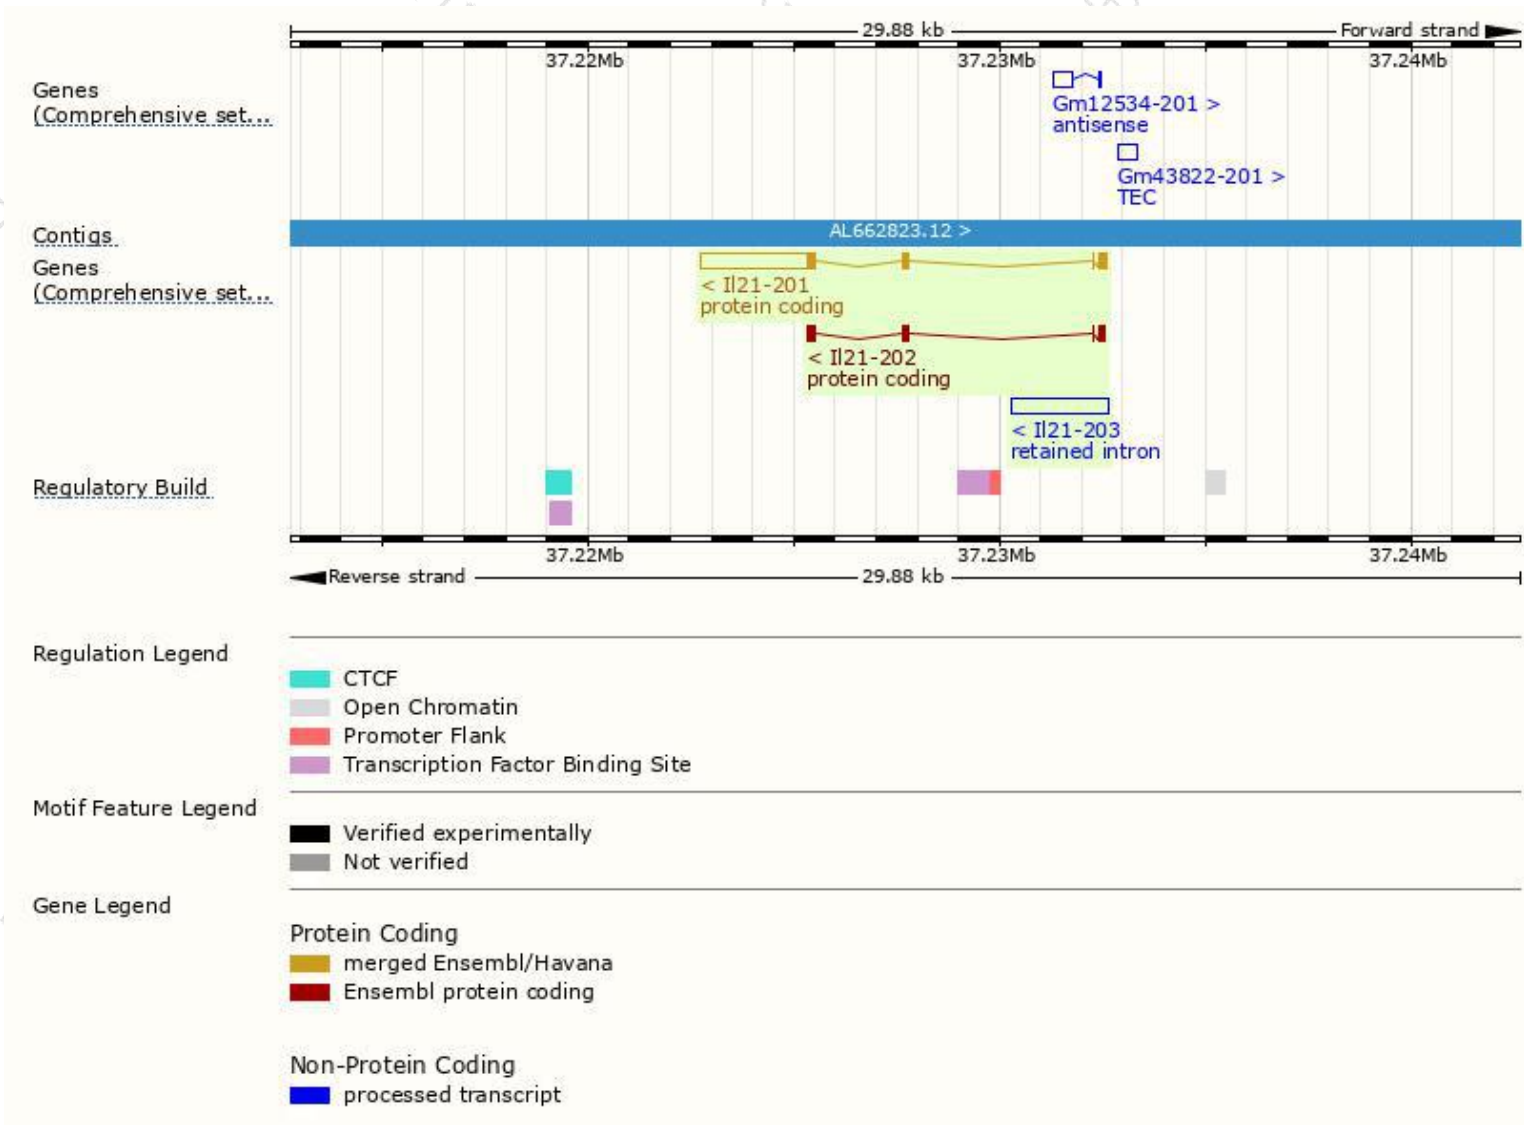 29.88 kb Forward strand
37.22Mb 37.23Mb 37.24Mb
Genes
(Comprehensive set...
Gm12534-201 >
antisense
Gm43822-201 >
TEC
Contigs
AL662823.12 >
Genes
(Comprehensive set...
< Il21-201
protein coding
< Il21-202
protein coding
< Il21-203
retained intron
Regulatory Build
37.22Mb 37.23Mb 37.24Mb
Reverse strand 29.88 kb
Regulation Legend
CTCF
Open Chromatin
Promoter Flank
Transcription Factor Binding Site
Motif Feature Legend
Verified experimentally
Not verified
Gene Legend
Protein Coding
merged Ensembl/Havana
Ensembl protein coding
Non-Protein Coding
processed transcript